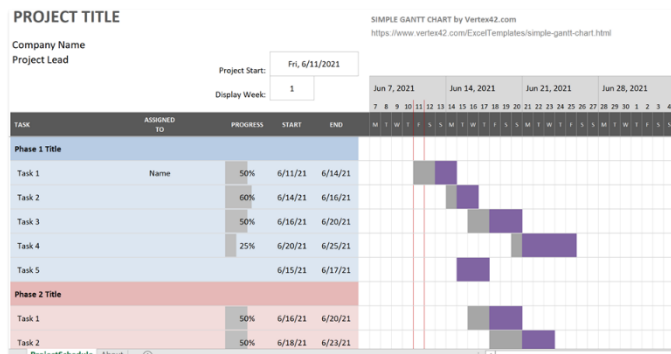 PROJECT TITLE
SIMPLE GANTT CHART by Vertex42.com
https://www.vertex42.com/ExcelTemplates/simple-gantt-chart.html
Company Name
Project Lead
Project Start: Fri, 6/11/2021
Display Week: 1
Jun 7, 2021 Jun 14, 2021 Jun 21, 2021 Jun 28, 2021
7 8 9 10 11 12 13 14 15 16 17 18 19 20 21 22 23 24 25 26 27 28 29 30 1 2 3 4
TASK ASSIGNED TO PROGRESS START END M T W T F S S M T W T F S S M T W T F S S M T W T F S S
Phase 1 Title
Task 1 Name 50% 6/11/21 6/14/21
Task 2 60% 6/14/21 6/16/21
Task 3 50% 6/16/21 6/20/21
Task 4 25% 6/20/21 6/25/21
Task 5 6/15/21 6/17/21
Phase 2 Title
Task 1 50% 6/16/21 6/20/21
Task 2 50% 6/18/21 6/23/21
ProjectSchedule About